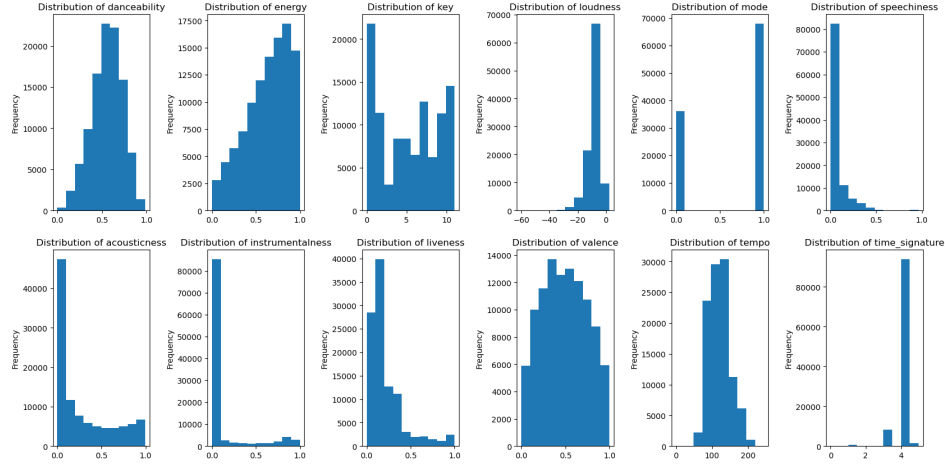 Distribution of danceability
Distribution of energy
Distribution of key
Distribution of loudness
Distribution of mode
Distribution of speechiness
Frequency
20000
15000
10000
5000
0
0.0 0.5 1.0
Frequency
17500
15000
12500
10000
7500
5000
2500
0
0.0 0.5 1.0
Frequency
20000
15000
10000
5000
0
0 5 10
Frequency
70000
60000
50000
40000
30000
20000
10000
0
−60 −40 −20 0
Frequency
70000
60000
50000
40000
30000
20000
10000
0
0.0 0.5 1.0
Frequency
80000
70000
60000
50000
40000
30000
20000
10000
0
0.0 0.5 1.0
Distribution of acousticness
Distribution of instrumentalness
Distribution of liveness
Distribution of valence
Distribution of tempo
Distribution of time_signature
Frequency
40000
30000
20000
10000
0
0.0 0.5 1.0
Frequency
80000
70000
60000
50000
40000
30000
20000
10000
0
0.0 0.5 1.0
Frequency
40000
35000
30000
25000
20000
15000
10000
5000
0
0.0 0.5 1.0
Frequency
14000
12000
10000
8000
6000
4000
2000
0
0.0 0.5 1.0
Frequency
30000
25000
20000
15000
10000
5000
0
0 100 200
Frequency
80000
60000
40000
20000
0
0 2 4